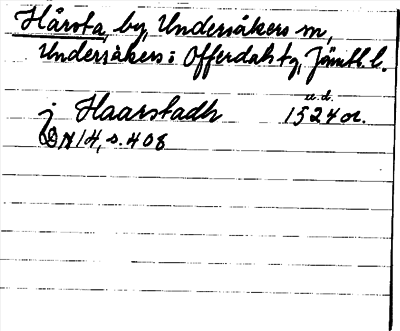 Hårsta, by, Undersåkers sn,
Undersåkers o Offerdals tg, Jämtl. l.
u.d.
j Haarstadh 1524 or.
DN 14, s. 408